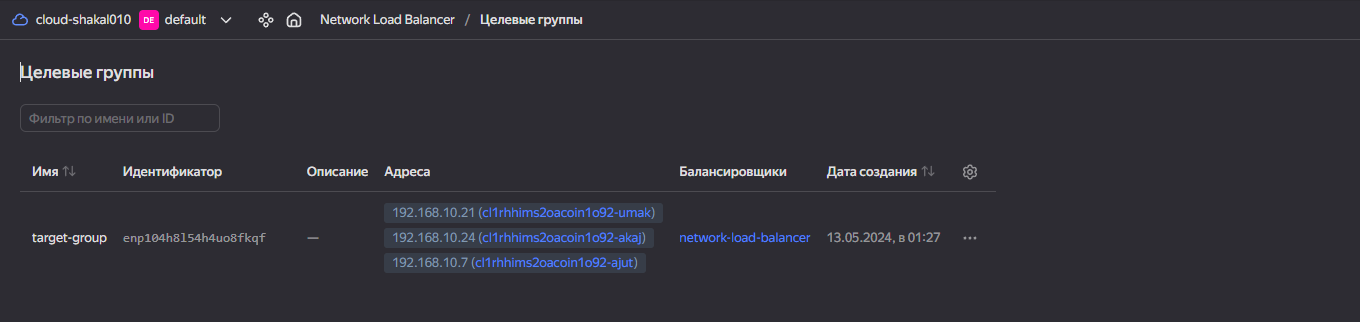 cloud-shakal010 DE default Network Load Balancer / Целевые группы
Целевые группы
Фильтр по имени или ID
Имя Идентификатор Описание Адреса Балансировщики Дата создания
192.168.10.21 (cl1rhhims2oacoin1o92-umak)
target-group enp104h8l54h4uo8fkqf — 192.168.10.24 (cl1rhhims2oacoin1o92-akaj) network-load-balancer 13.05.2024, в 01:27
192.168.10.7 (cl1rhhims2oacoin1o92-ajut)